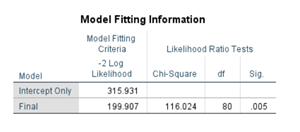 Model Fitting Information
Model Fitting
Criteria
Likelihood Ratio Tests
-2 Log
Model
Likelihood
Chi-Square
df
Sig.
Intercept Only
315.931
Final
199.907
116.024
80
.005